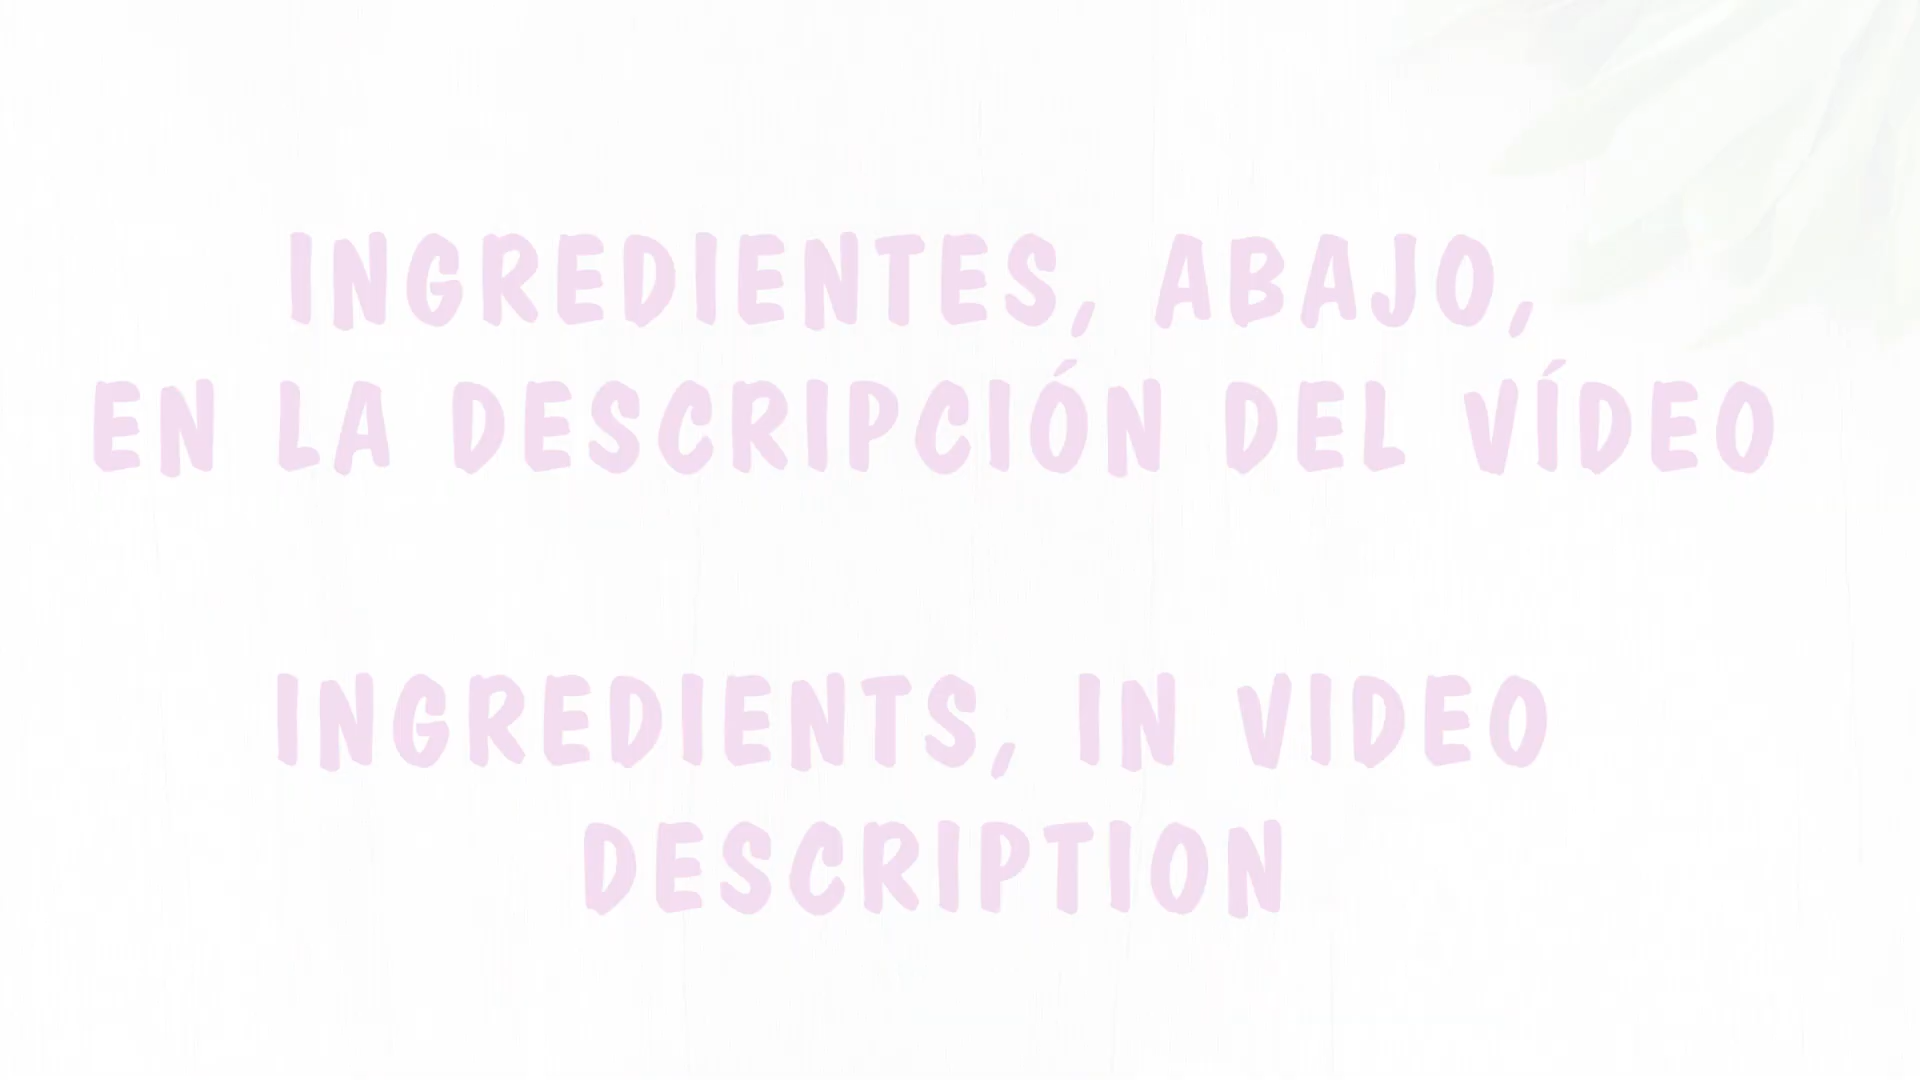 INGREDIENTES, ABAJO,
EN LA DESCRIPCIÓN DEL VÍDEO
INGREDIENTS, IN VIDEO
DESCRIPTION